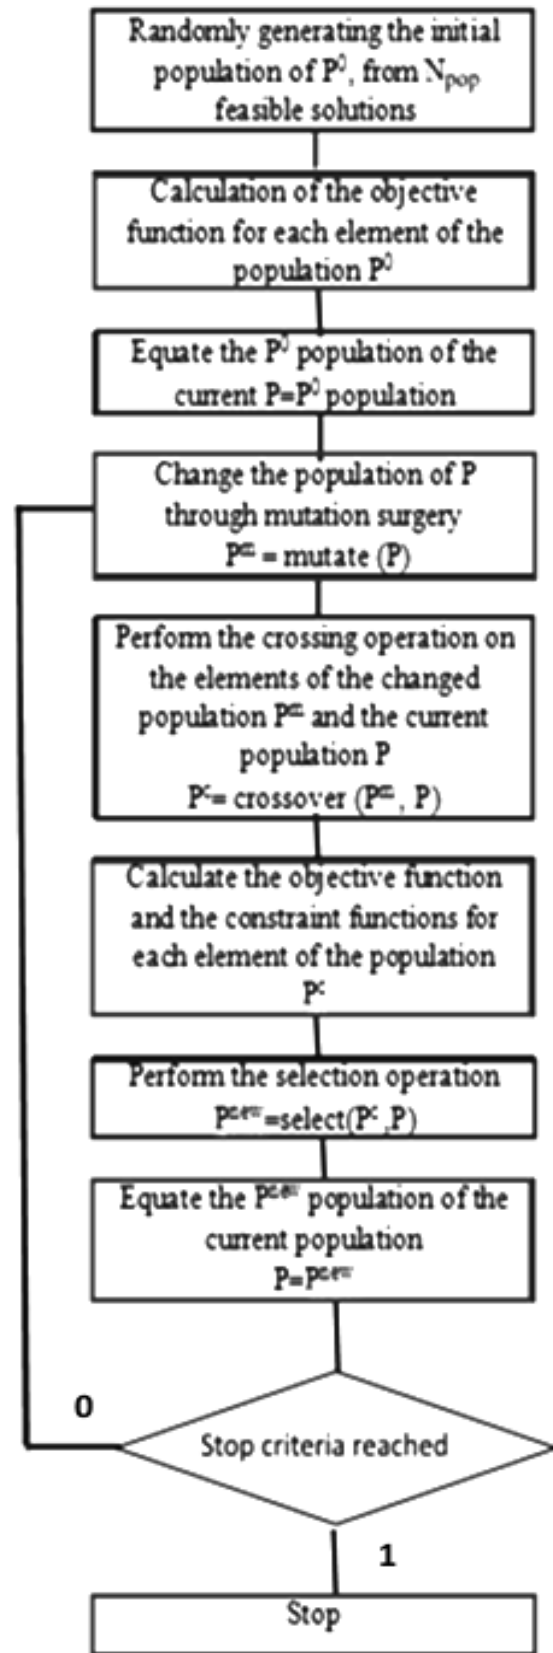 Randomly generating the initial
population of P⁰, from Nₚₒₚ
feasible solutions
Calculation of the objective
function for each element of the
population P⁰
Equate the P⁰ population of the
current P=P⁰ population
Change the population of P
through mutation surgery
Pᵐ = mutate (P)
Perform the crossing operation on
the elements of the changed
population Pᵐ and the current
population P
Pᶜ= crossover (Pᵐ, P)
Calculate the objective function
and the constraint functions for
each element of the population
Pᶜ
Perform the selection operation
Pⁿᵉʷ=select(Pᶜ,P)
Equate the Pⁿᵉʷ population of the
current population
P=Pⁿᵉʷ
0
Stop criteria reached
1
Stop